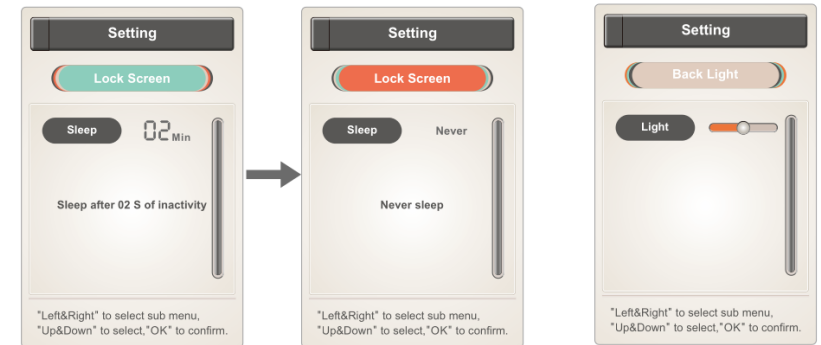 Setting
Lock Screen
Sleep 02 Min
Sleep after 02 S of inactivity
"Left&Right" to select sub menu,
"Up&Down" to select,"OK" to confirm.
Setting
Lock Screen
Sleep Never
Never sleep
"Left&Right" to select sub menu,
"Up&Down" to select,"OK" to confirm.
Setting
Back Light
Light
"Left&Right" to select sub menu,
"Up&Down" to select,"OK" to confirm.